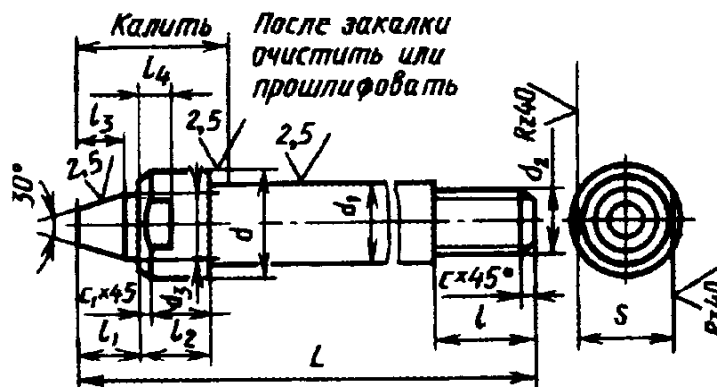 Калить
После закалки
очистить или
прошлифовать
l₄
l₃
2,5
2,5
2,5
Rz40
30°
d
d₁
d₂
d₃
c₁×45
c×45°
l₁
l₂
l
S
Rz40
L